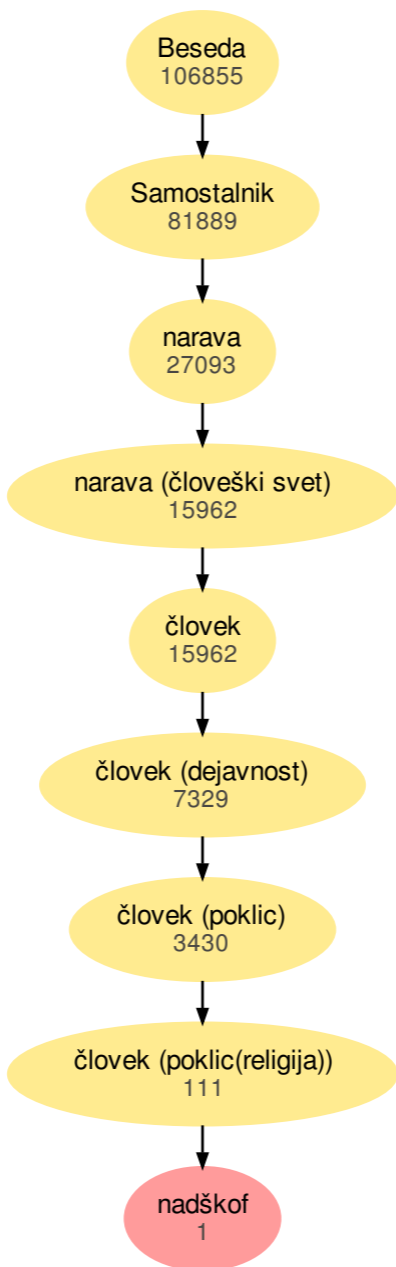 Beseda
106855
Samostalnik
81889
narava
27093
narava (človeški svet)
15962
človek
15962
človek (dejavnost)
7329
človek (poklic)
3430
človek (poklic(religija))
111
nadškof
1